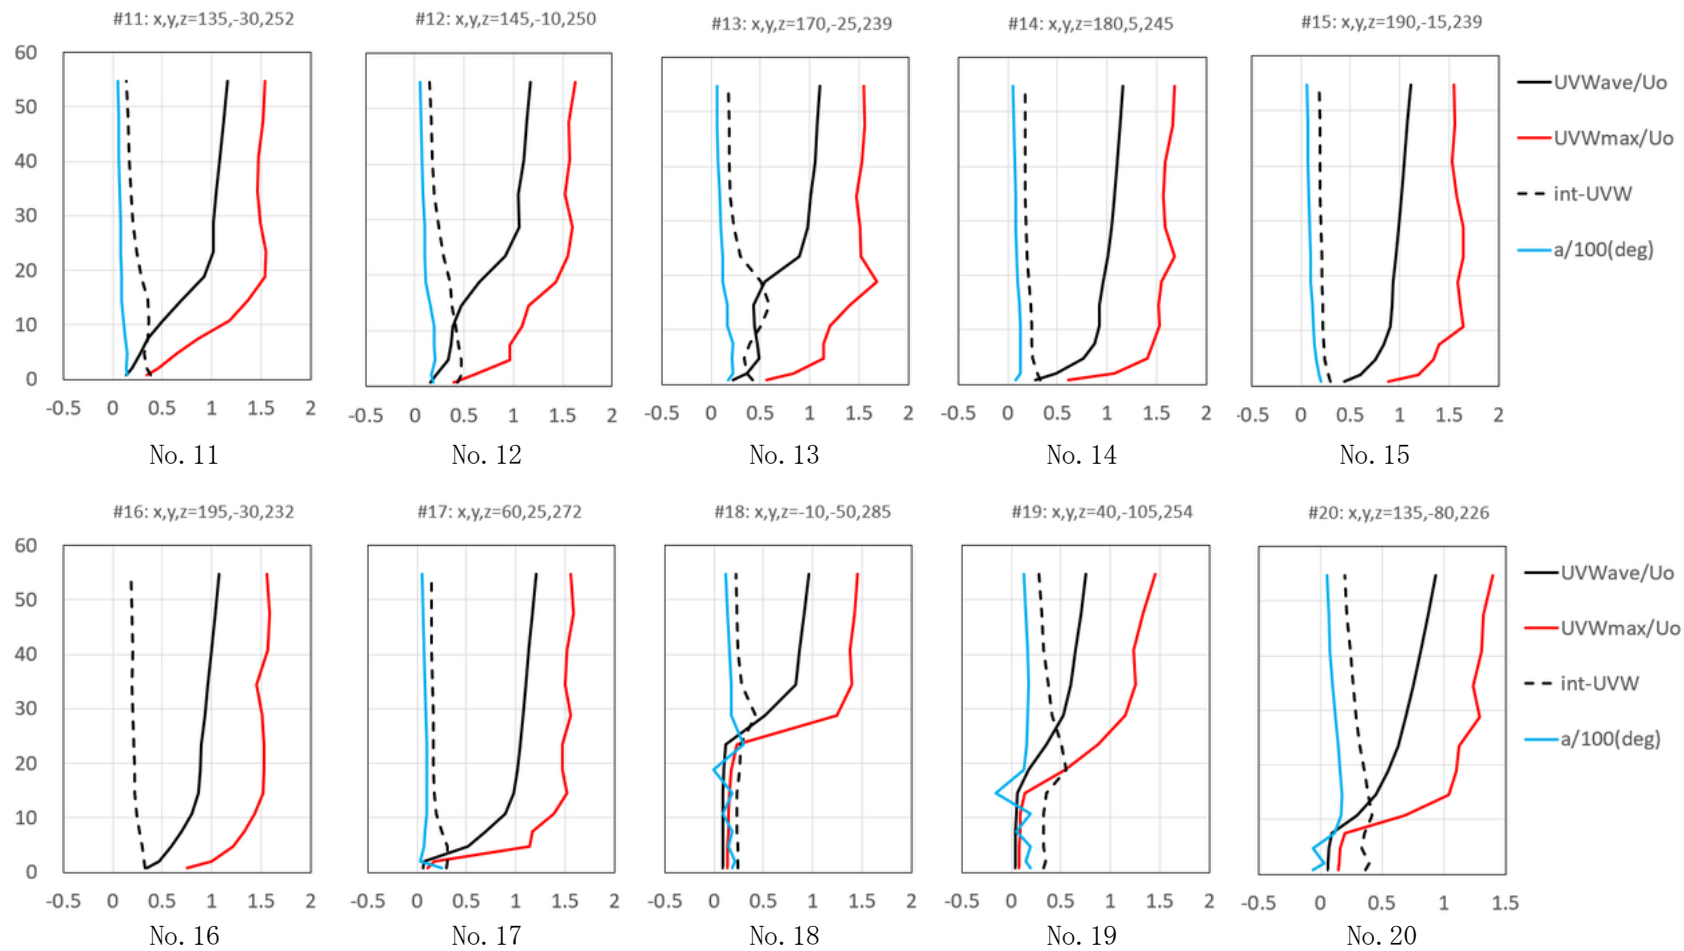 #11: x,y,z=135,-30,252
#12: x,y,z=145,-10,250
#13: x,y,z=170,-25,239
#14: x,y,z=180,5,245
#15: x,y,z=190,-15,239
60
50
40
30
20
10
0
-0.5 0 0.5 1 1.5 2
-0.5 0 0.5 1 1.5 2
-0.5 0 0.5 1 1.5 2
-0.5 0 0.5 1 1.5 2
-0.5 0 0.5 1 1.5 2
UVWave/Uo
UVWmax/Uo
int-UVW
a/100(deg)
No.11
No.12
No.13
No.14
No.15
#16: x,y,z=195,-30,232
#17: x,y,z=60,25,272
#18: x,y,z=-10,-50,285
#19: x,y,z=40,-105,254
#20: x,y,z=135,-80,226
60
50
40
30
20
10
0
-0.5 0 0.5 1 1.5 2
-0.5 0 0.5 1 1.5 2
-0.5 0 0.5 1 1.5 2
-0.5 0 0.5 1 1.5 2
-0.5 0 0.5 1 1.5
UVWave/Uo
UVWmax/Uo
int-UVW
a/100(deg)
No.16
No.17
No.18
No.19
No.20